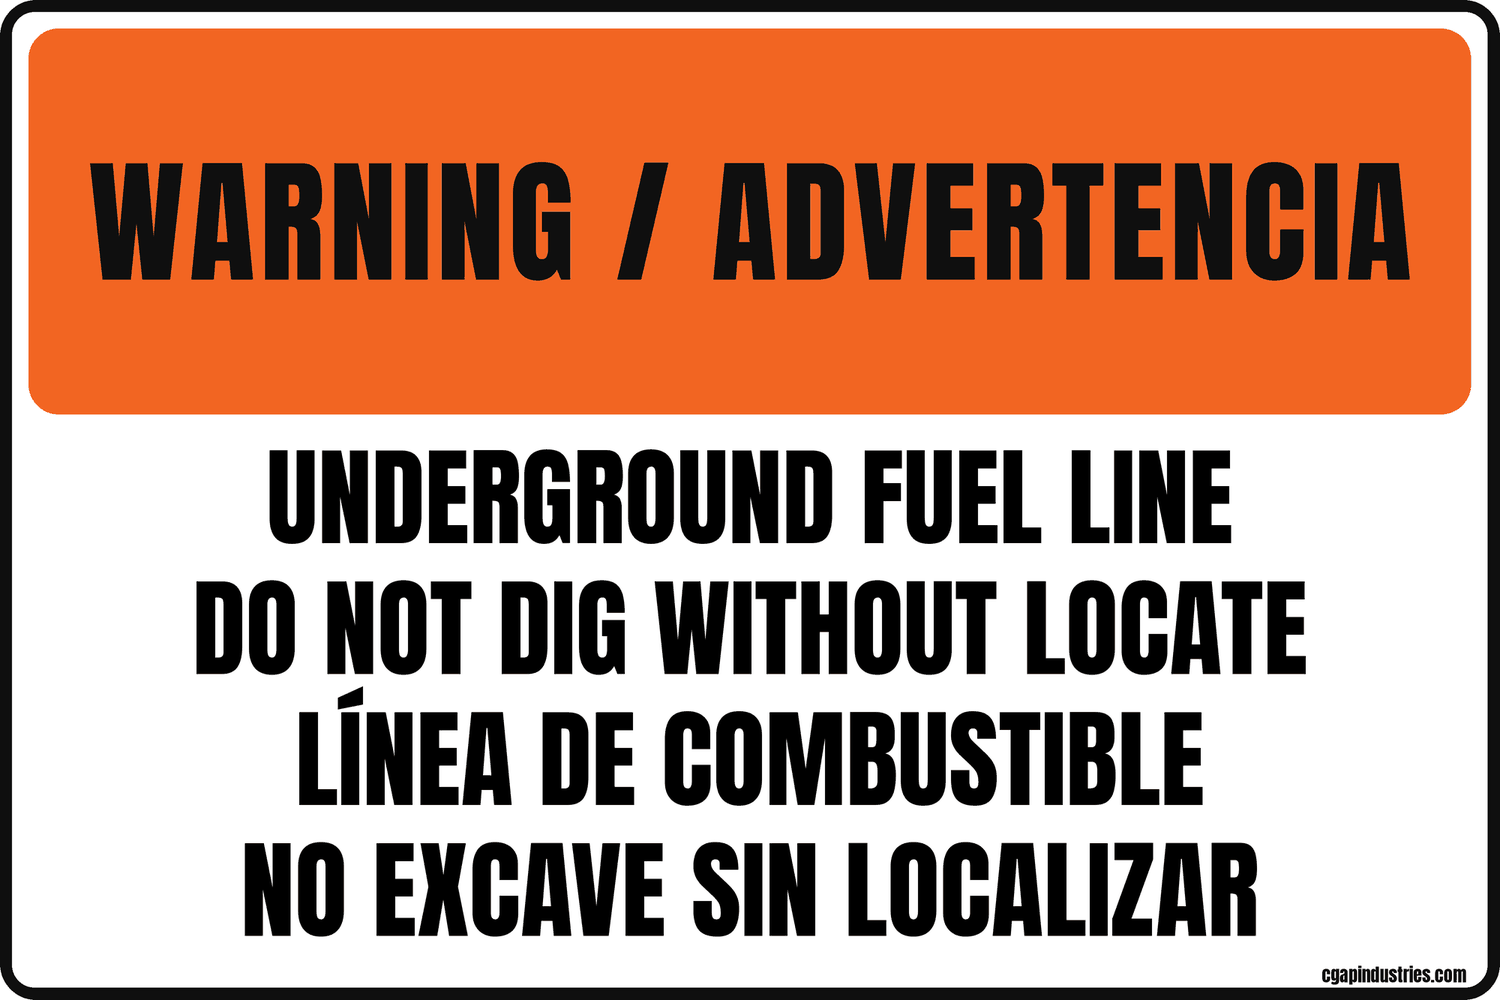 WARNING / ADVERTENCIA
UNDERGROUND FUEL LINE
DO NOT DIG WITHOUT LOCATE
LÍNEA DE COMBUSTIBLE
NO EXCAVE SIN LOCALIZAR
cgapindustries.com